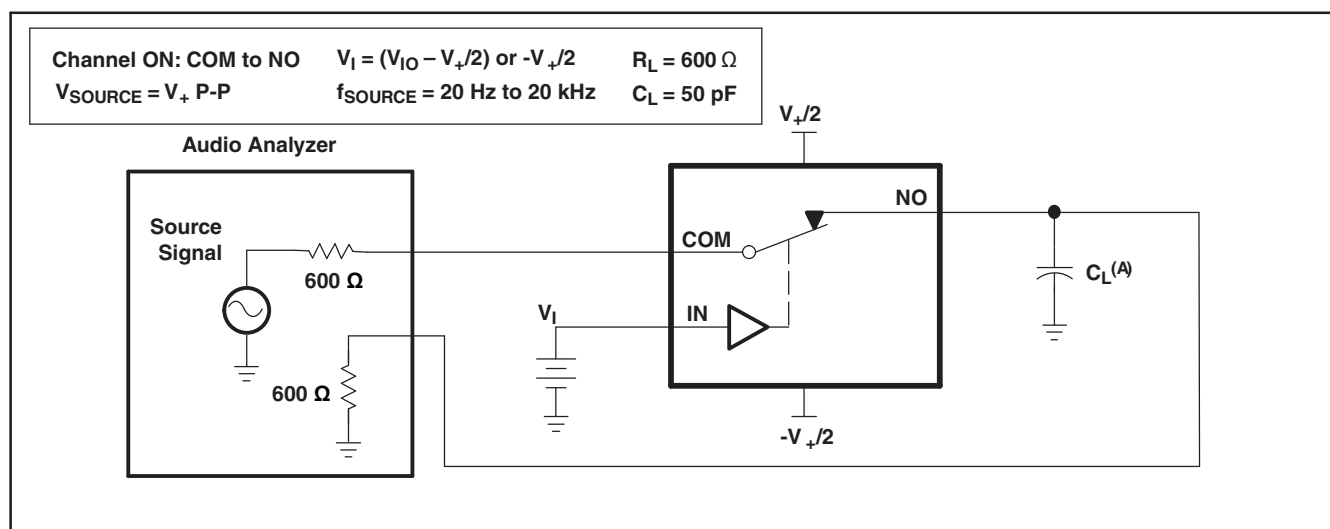 Channel ON: COM to NO V_I = (V_IO – V_+/2) or -V_+/2 R_L = 600 Ω
V_SOURCE = V_+ P-P f_SOURCE = 20 Hz to 20 kHz C_L = 50 pF
Audio Analyzer
V_+/2
Source
Signal
600 Ω
COM
NO
C_L^(A)
V_I
IN
600 Ω
-V_+/2